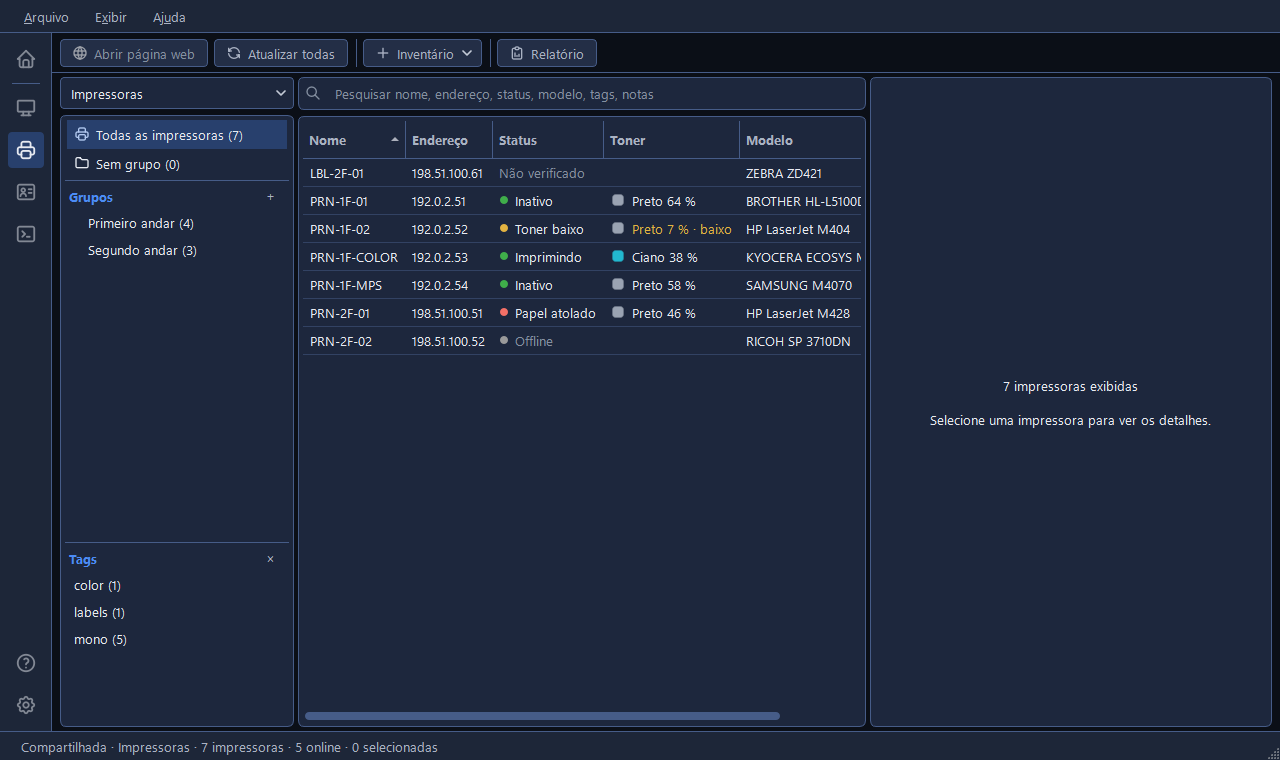 Arquivo Exibir Ajuda
Abrir página web Atualizar todas Inventário Relatório
Impressoras
Pesquisar nome, endereço, status, modelo, tags, notas
Todas as impressoras (7)
Sem grupo (0)
Grupos +
Primeiro andar (4)
Segundo andar (3)
Tags ×
color (1)
labels (1)
mono (5)
Nome Endereço Status Toner Modelo
LBL-2F-01 198.51.100.61 Não verificado ZEBRA ZD421
PRN-1F-01 192.0.2.51 Inativo Preto 64 % BROTHER HL-L5100D
PRN-1F-02 192.0.2.52 Toner baixo Preto 7 % · baixo HP LaserJet M404
PRN-1F-COLOR 192.0.2.53 Imprimindo Ciano 38 % KYOCERA ECOSYS M
PRN-1F-MPS 192.0.2.54 Inativo Preto 58 % SAMSUNG M4070
PRN-2F-01 198.51.100.51 Papel atolado Preto 46 % HP LaserJet M428
PRN-2F-02 198.51.100.52 Offline RICOH SP 3710DN
7 impressoras exibidas
Selecione uma impressora para ver os detalhes.
Compartilhada · Impressoras · 7 impressoras · 5 online · 0 selecionadas